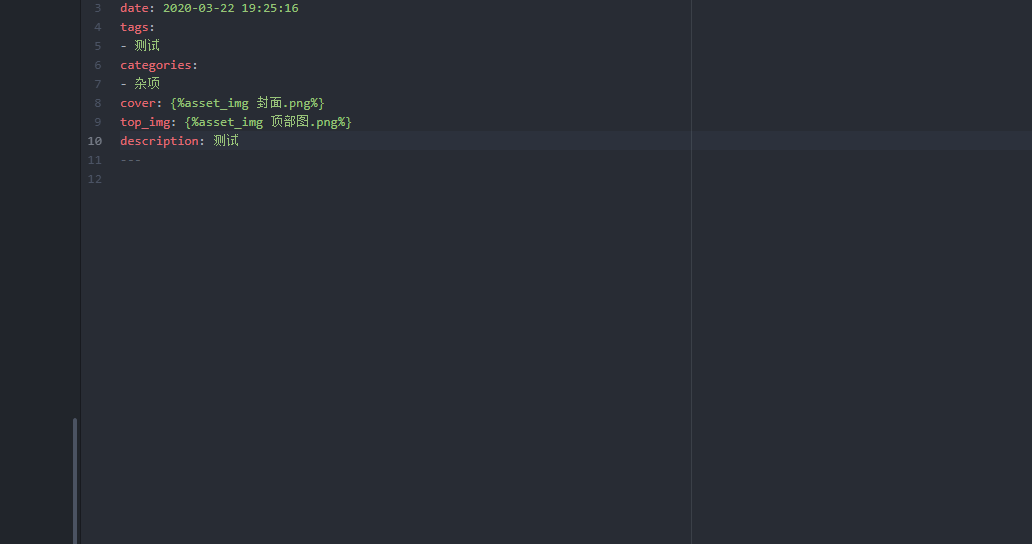 3 date: 2020-03-22 19:25:16
4 tags:
5 - 测试
6 categories:
7 - 杂项
8 cover: {%asset_img 封面.png%}
9 top_img: {%asset_img 顶部图.png%}
10 description: 测试
11 ---
12